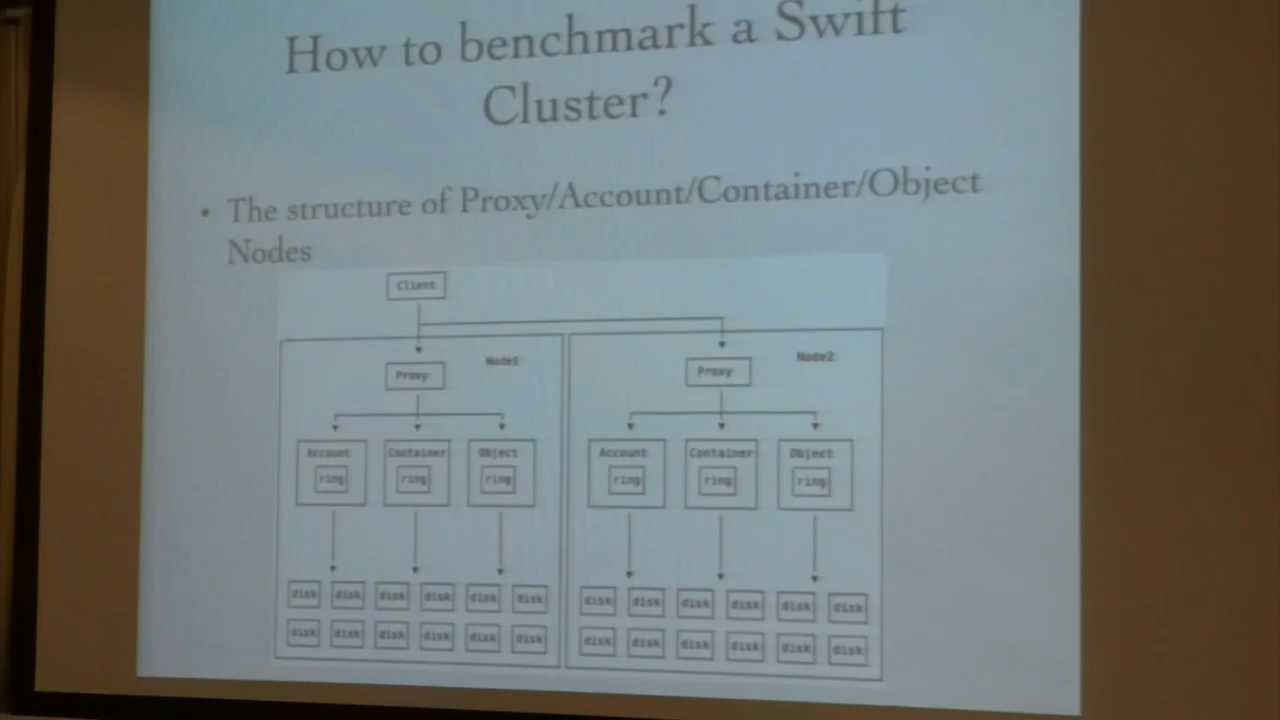 How to benchmark a Swift
Cluster?
• The structure of Proxy/Account/Container/Object
Nodes
Client
Node1
Node2
Proxy
Proxy
Account
Container
Object
Account
Container
Object
ring
ring
ring
ring
ring
ring
disk disk disk disk disk disk
disk disk disk disk disk disk
disk disk disk disk disk disk
disk disk disk disk disk disk